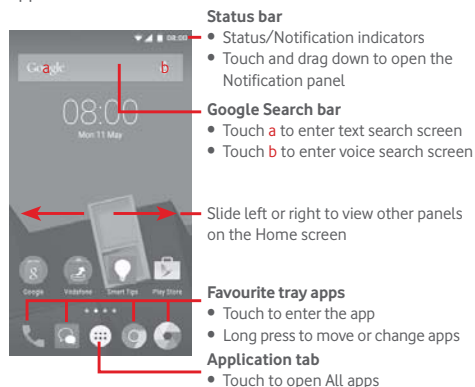 Status bar
• Status/Notification indicators
• Touch and drag down to open the
Notification panel
08:00
Google
a
b
Google Search bar
• Touch a to enter text search screen
• Touch b to enter voice search screen
08:00
Mon 11 May
Slide left or right to view other panels
on the Home screen
Google Vodafone Smart Tips Play Store
Favourite tray apps
• Touch to enter the app
• Long press to move or change apps
Application tab
• Touch to open All apps